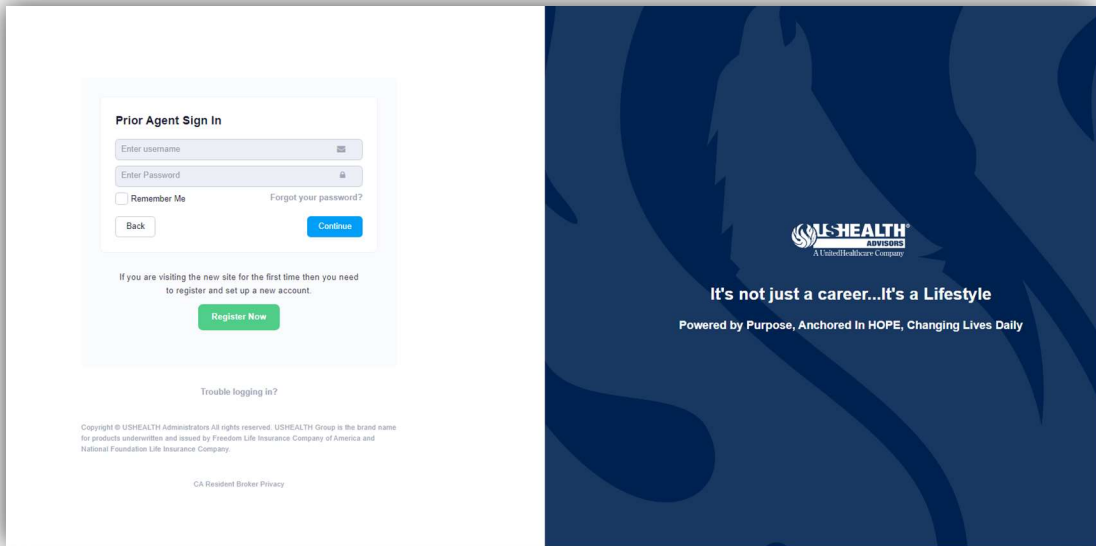 Prior Agent Sign In
Enter username
Enter Password
Remember Me
Forgot your password?
Back
Continue
If you are visiting the new site for the first time then you need
to register and set up a new account.
Register Now
Trouble logging in?
Copyright © USHEALTH Administrators All rights reserved. USHEALTH Group is the brand name
for products underwritten and issued by Freedom Life Insurance Company of America and
National Foundation Life Insurance Company.
CA Resident Broker Privacy
USHEALTH®
ADVISORS
A UnitedHealthcare Company
It's not just a career...It's a Lifestyle
Powered by Purpose, Anchored In HOPE, Changing Lives Daily